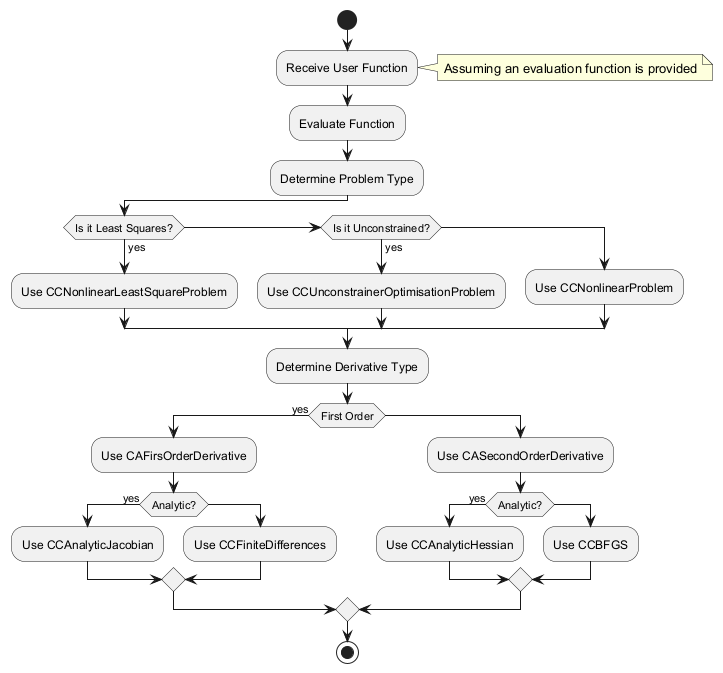 Receive User Function
Assuming an evaluation function is provided
Evaluate Function
Determine Problem Type
Is it Least Squares?
Is it Unconstrained?
yes
yes
Use CCNonlinearLeastSquareProblem
Use CCUnconstrainerOptimisationProblem
Use CCNonlinearProblem
Determine Derivative Type
yes
First Order
Use CAFirsOrderDerivative
Use CASecondOrderDerivative
yes
Analytic?
yes
Analytic?
Use CCAnalyticJacobian
Use CCFiniteDifferences
Use CCAnalyticHessian
Use CCBFGS